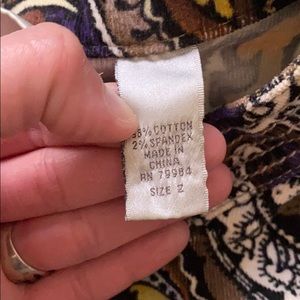 98% COTTON
2% SPANDEX
MADE IN
CHINA
RN 79984
SIZE 2